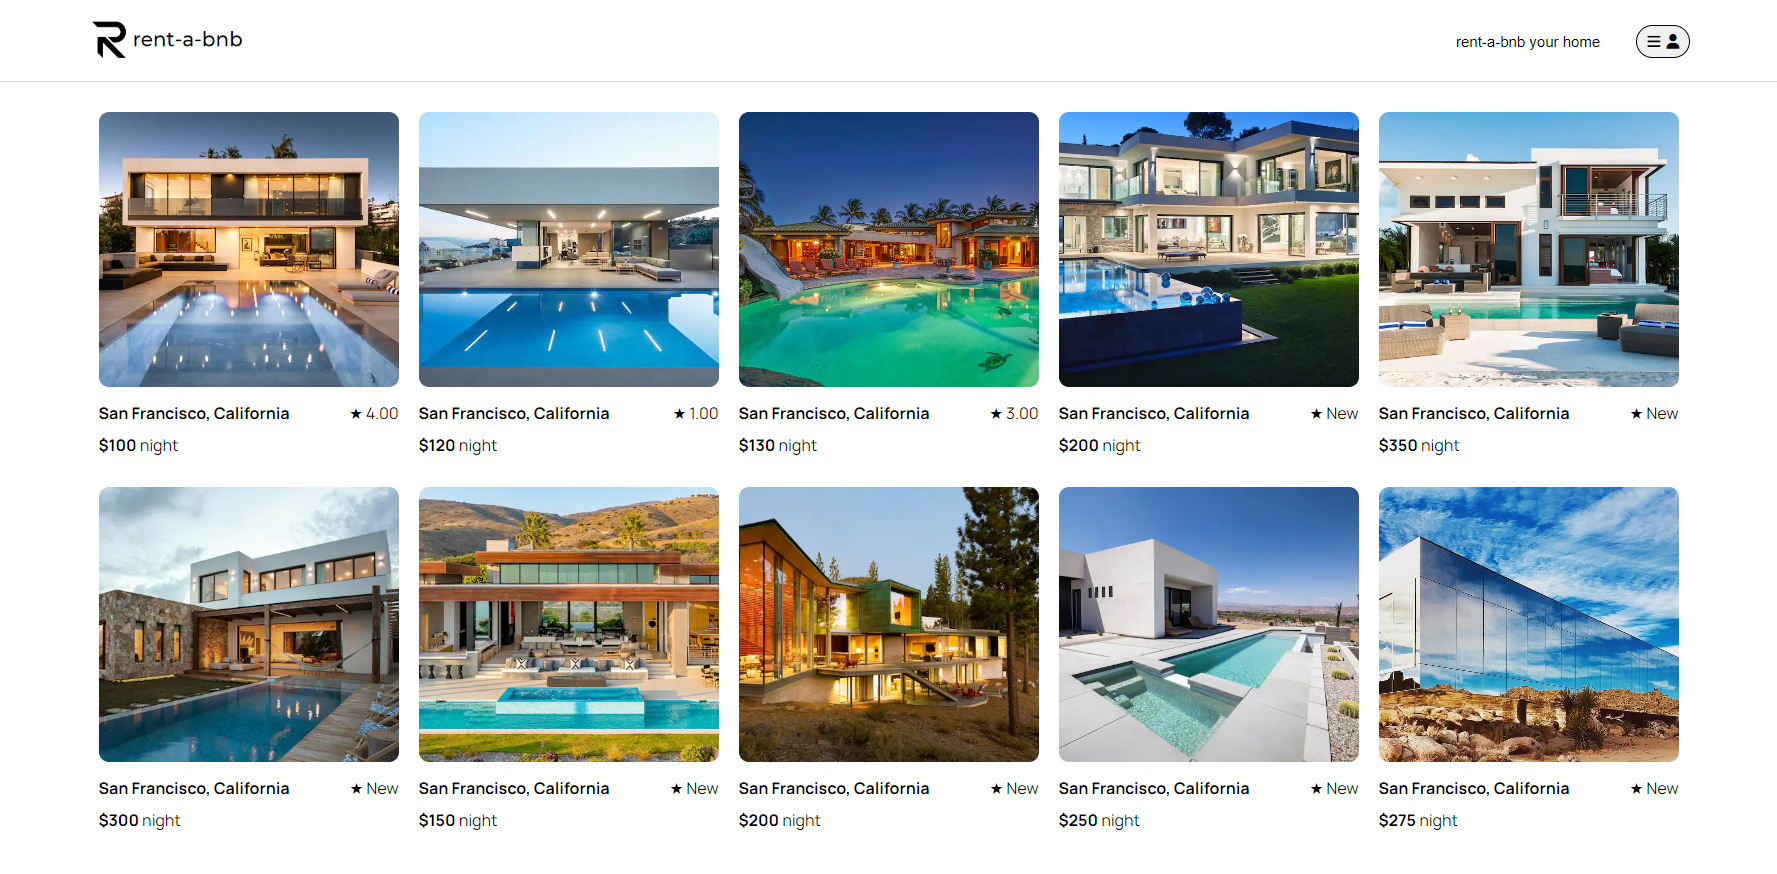 rent-a-bnb
rent-a-bnb your home
San Francisco, California ★ 4.00
$100 night
San Francisco, California ★ 1.00
$120 night
San Francisco, California ★ 3.00
$130 night
San Francisco, California ★ New
$200 night
San Francisco, California ★ New
$350 night
San Francisco, California ★ New
$300 night
San Francisco, California ★ New
$150 night
San Francisco, California ★ New
$200 night
San Francisco, California ★ New
$250 night
San Francisco, California ★ New
$275 night